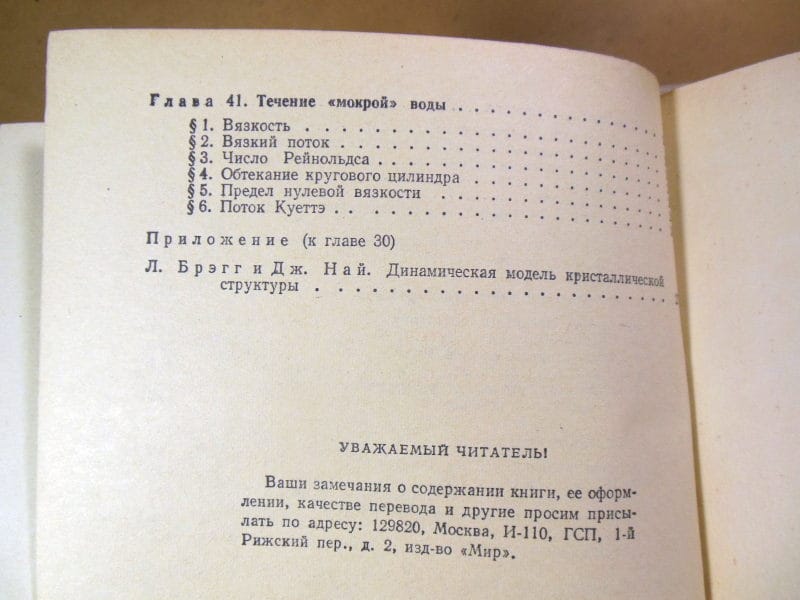 Глава 41. Течение «мокрой» воды . . . . . . . . . . . . . .
§ 1. Вязкость . . . . . . . . . . . . . . . . . . . . . . . .
§ 2. Вязкий поток . . . . . . . . . . . . . . . . . . . . . .
§ 3. Число Рейнольдса . . . . . . . . . . . . . . . . . . .
§ 4. Обтекание кругового цилиндра . . . . . . . . . . . .
§ 5. Предел нулевой вязкости . . . . . . . . . . . . . . .
§ 6. Поток Куеттэ . . . . . . . . . . . . . . . . . . . . . .
Приложение (к главе 30)
Л. Брэгг и Дж. Най. Динамическая модель кристаллической
структуры . . . . . . . . . . . . . . . . . . . . . . . .
УВАЖАЕМЫЙ ЧИТАТЕЛЬ!
Ваши замечания о содержании книги, ее оформ-
лении, качестве перевода и другие просим присы-
лать по адресу: 129820, Москва, И-110, ГСП, 1-й
Рижский пер., д. 2, изд-во «Мир».